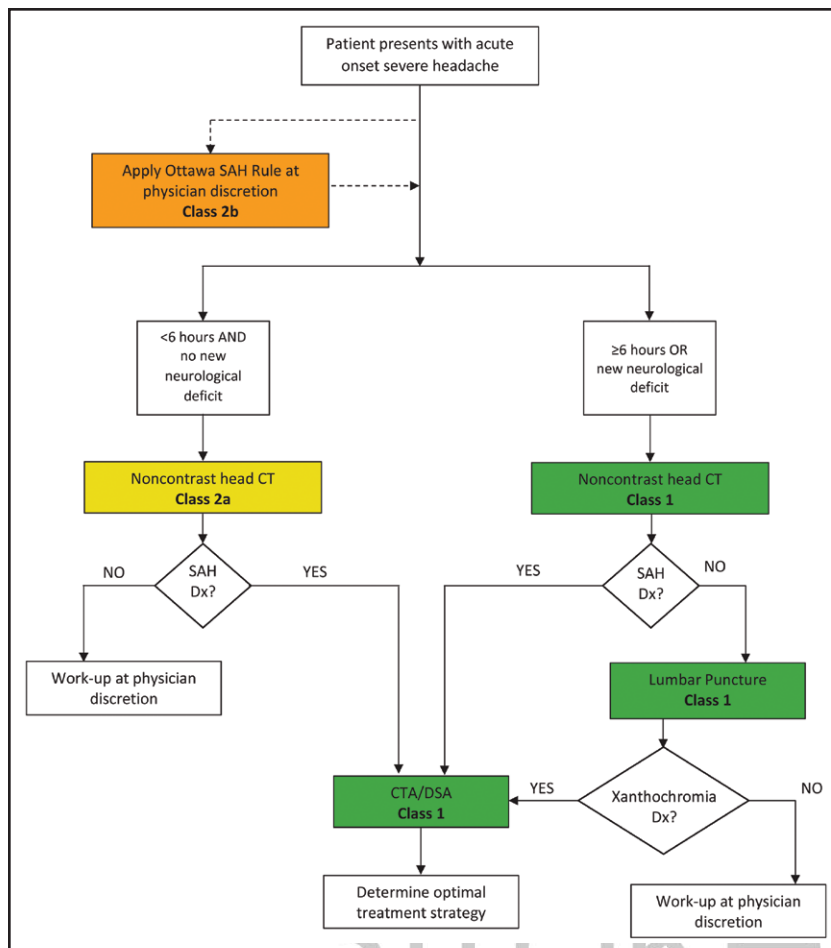 Patient presents with acute
onset severe headache
Apply Ottawa SAH Rule at
physician discretion
Class 2b
<6 hours AND
no new
neurological
deficit
≥6 hours OR
new neurological
deficit
Noncontrast head CT
Class 2a
Noncontrast head CT
Class 1
NO
SAH
Dx?
YES
YES
SAH
Dx?
NO
Work-up at physician
discretion
Lumbar Puncture
Class 1
CTA/DSA
Class 1
YES
Xanthochromia
Dx?
NO
Determine optimal
treatment strategy
Work-up at physician
discretion